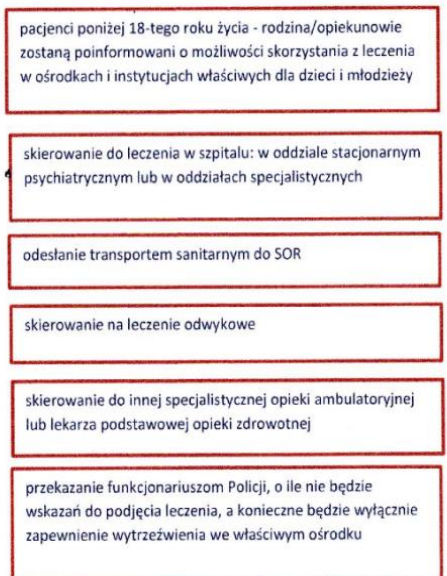 pacjenci poniżej 18-tego roku życia - rodzina/opiekunowie
zostaną poinformowani o możliwości skorzystania z leczenia
w ośrodkach i instytucjach właściwych dla dzieci i młodzieży
skierowanie do leczenia w szpitalu: w oddziale stacjonarnym
psychiatrycznym lub w oddziałach specjalistycznych
odesłanie transportem sanitarnym do SOR
skierowanie na leczenie odwykowe
skierowanie do innej specjalistycznej opieki ambulatoryjnej
lub lekarza podstawowej opieki zdrowotnej
przekazanie funkcjonariuszom Policji, o ile nie będzie
wskazań do podjęcia leczenia, a konieczne będzie wyłącznie
zapewnienie wytrzeźwienia we właściwym ośrodku